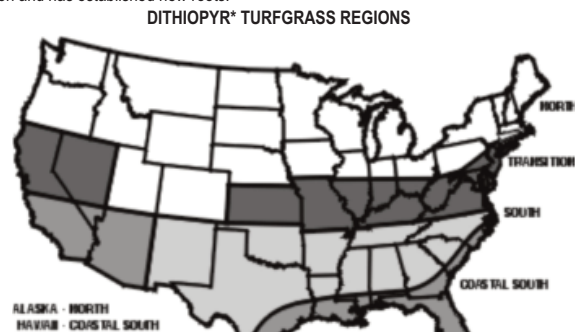 on and has established new roots.
DITHIOPYR* TURFGRASS REGIONS
NORTH
TRANSITION
SOUTH
COASTAL SOUTH
ALASKA - NORTH
HAWAII - COASTAL SOUTH